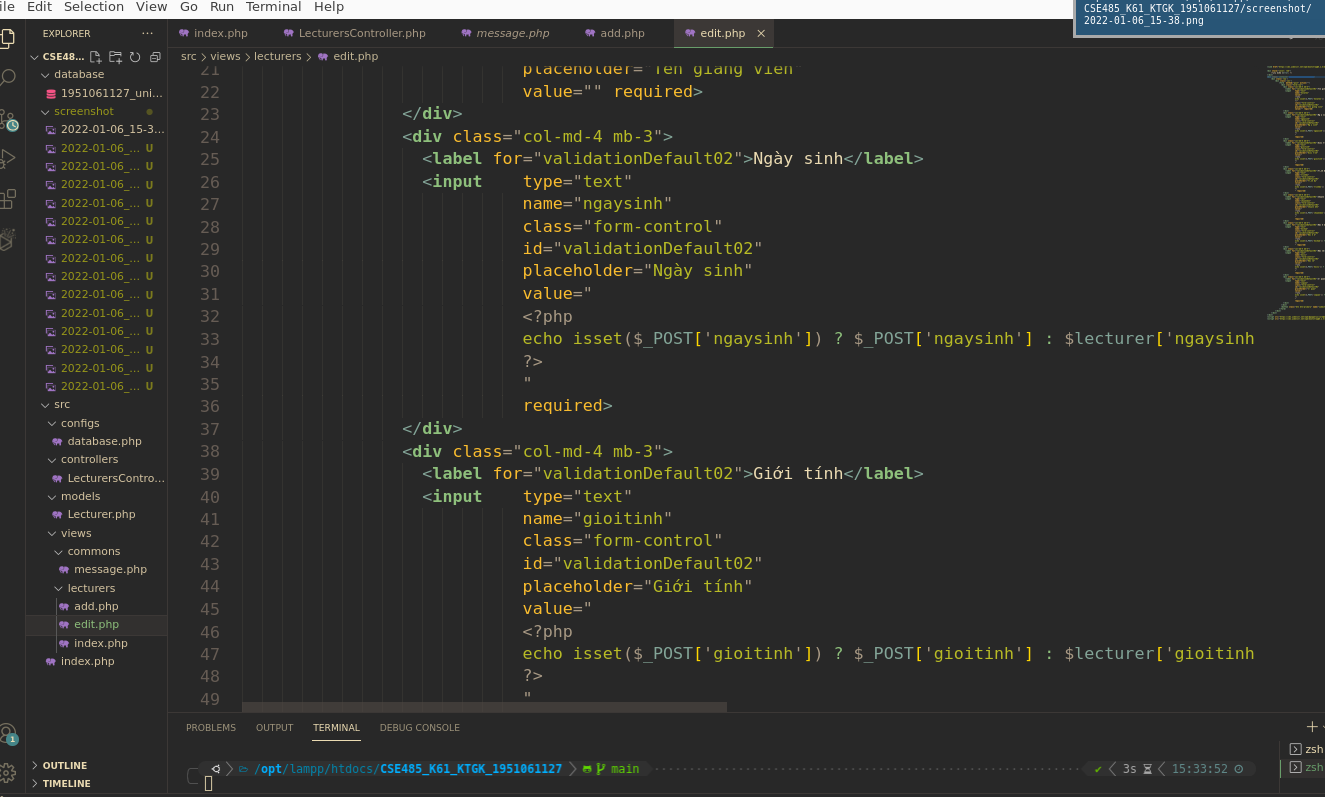 Edit Selection View Go Run Terminal Help
CSE485_K61_KTGK_1951061127/screenshot/
2022-01-06_15-38.png
EXPLORER ···
index.php LecturersController.php message.php add.php edit.php ×
CSE48...
src > views > lecturers > edit.php
database
1951061127_uni...
screenshot
2022-01-06_15-3...
2022-01-06_... U
2022-01-06_... U
2022-01-06_... U
2022-01-06_... U
2022-01-06_... U
2022-01-06_... U
2022-01-06_... U
2022-01-06_... U
2022-01-06_... U
2022-01-06_... U
2022-01-06_... U
2022-01-06_... U
2022-01-06_... U
2022-01-06_... U
src
configs
database.php
controllers
LecturersContro...
models
Lecturer.php
views
commons
message.php
lecturers
add.php
edit.php
index.php
index.php
OUTLINE
TIMELINE
21 placeholder="Tên giảng viên"
22 value="" required>
23 </div>
24 <div class="col-md-4 mb-3">
25 <label for="validationDefault02">Ngày sinh</label>
26 <input type="text"
27 name="ngaysinh"
28 class="form-control"
29 id="validationDefault02"
30 placeholder="Ngày sinh"
31 value="
32 <?php
33 echo isset($_POST['ngaysinh']) ? $_POST['ngaysinh'] : $lecturer['ngaysinh
34 ?>
35 "
36 required>
37 </div>
38 <div class="col-md-4 mb-3">
39 <label for="validationDefault02">Giới tính</label>
40 <input type="text"
41 name="gioitinh"
42 class="form-control"
43 id="validationDefault02"
44 placeholder="Giới tính"
45 value="
46 <?php
47 echo isset($_POST['gioitinh']) ? $_POST['gioitinh'] : $lecturer['gioitinh
48 ?>
49 "
PROBLEMS OUTPUT TERMINAL DEBUG CONSOLE
/opt/lampp/htdocs/CSE485_K61_KTGK_1951061127 main ✔ 3s 15:33:52
zsh
zsh
1